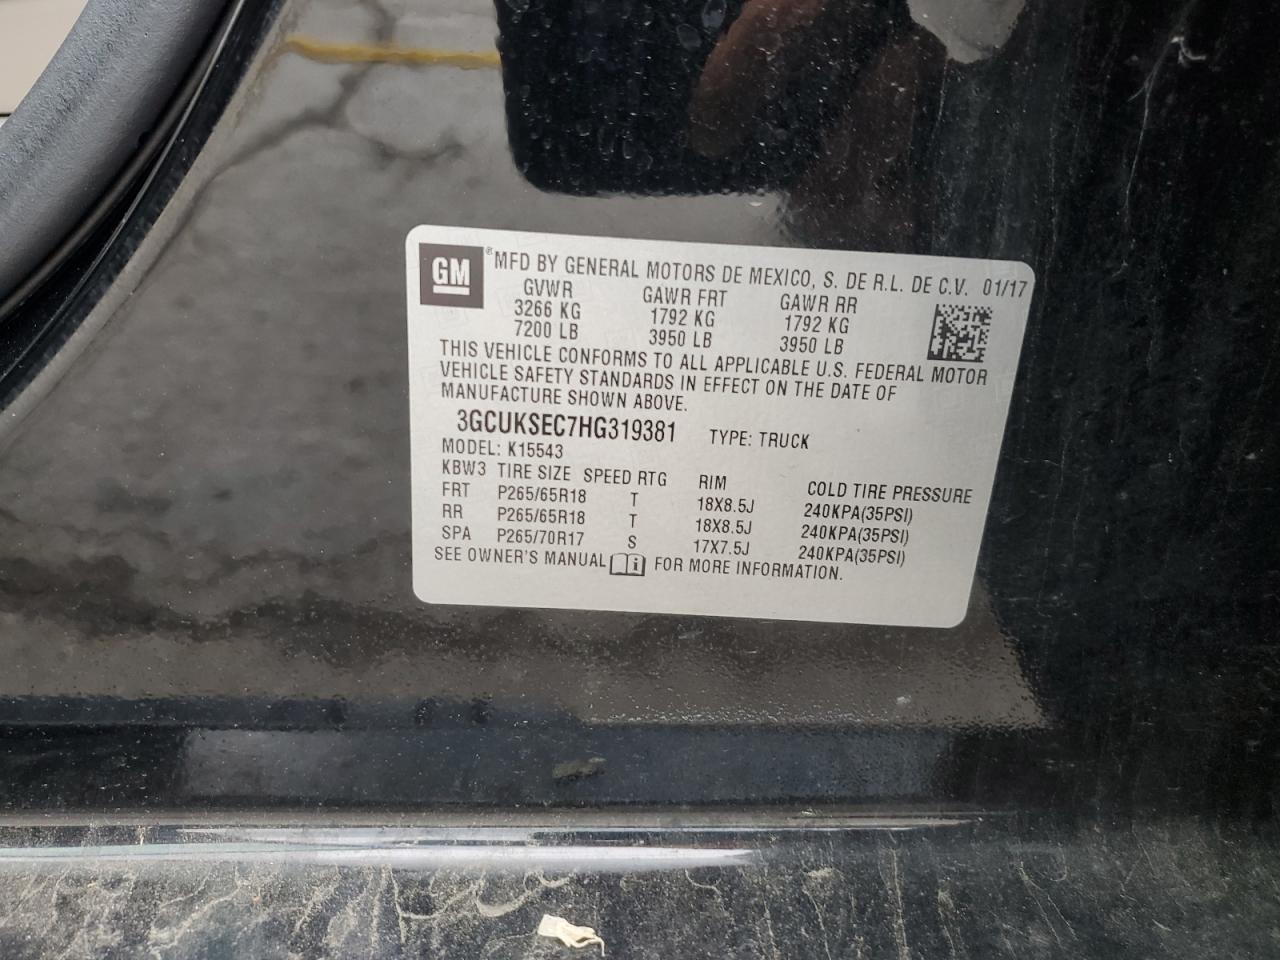 GM ® MFD BY GENERAL MOTORS DE MEXICO, S. DE R.L. DE C.V. 01/17
GVWR GAWR FRT GAWR RR
3266 KG 1792 KG 1792 KG
7200 LB 3950 LB 3950 LB
THIS VEHICLE CONFORMS TO ALL APPLICABLE U.S. FEDERAL MOTOR
VEHICLE SAFETY STANDARDS IN EFFECT ON THE DATE OF
MANUFACTURE SHOWN ABOVE.
3GCUKSEC7HG319381 TYPE: TRUCK
MODEL: K15543
KBW3 TIRE SIZE SPEED RTG RIM COLD TIRE PRESSURE
FRT P265/65R18 T 18X8.5J 240KPA(35PSI)
RR P265/65R18 T 18X8.5J 240KPA(35PSI)
SPA P265/70R17 S 17X7.5J 240KPA(35PSI)
SEE OWNER'S MANUAL i FOR MORE INFORMATION.